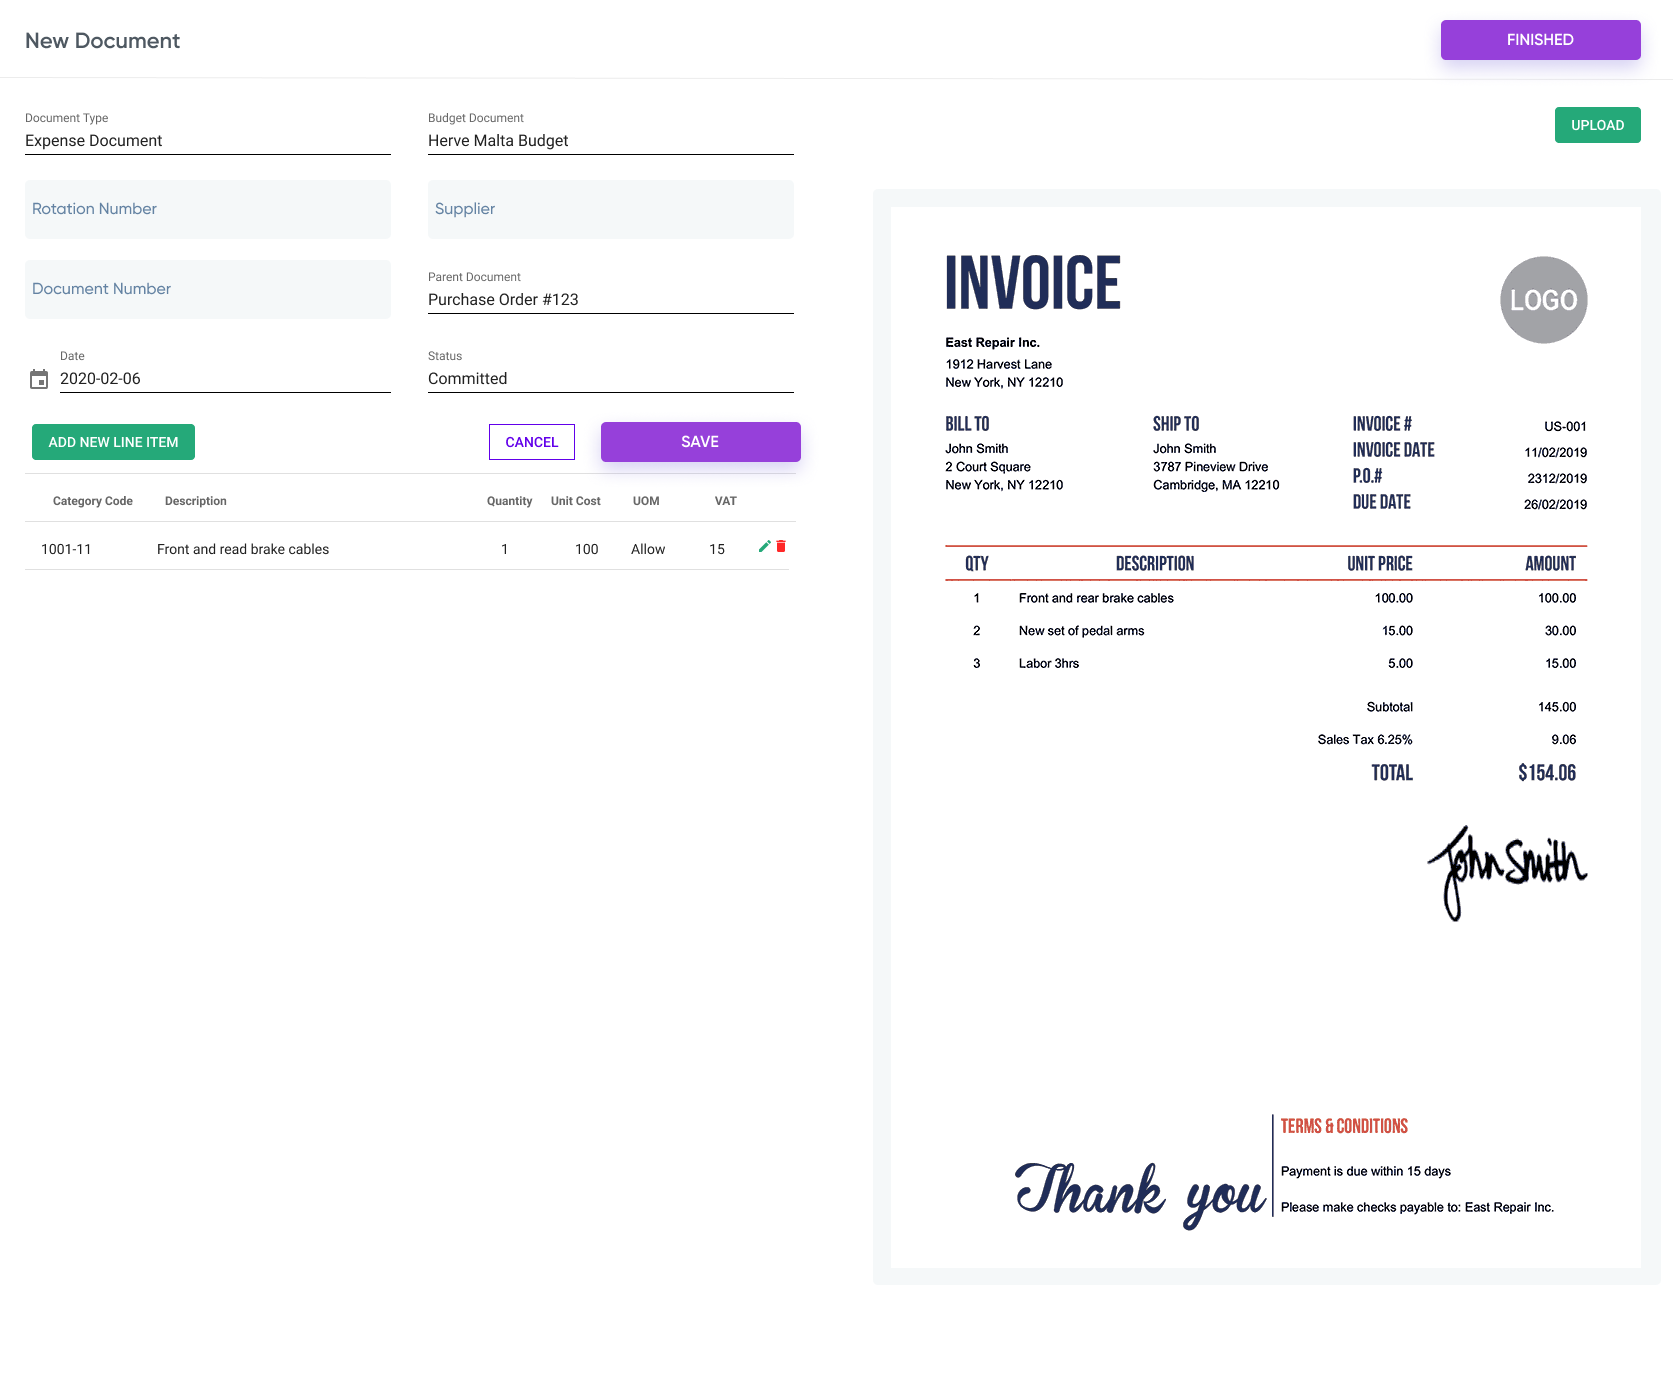 New Document
FINISHED
Document Type
Expense Document
Budget Document
Herve Malta Budget
UPLOAD
Rotation Number
Supplier
Document Number
Parent Document
Purchase Order #123
Date
2020-02-06
Status
Committed
ADD NEW LINE ITEM
CANCEL
SAVE
Category Code Description Quantity Unit Cost UOM VAT
1001-11 Front and read brake cables 1 100 Allow 15
INVOICE
LOGO
East Repair Inc.
1912 Harvest Lane
New York, NY 12210
BILL TO
John Smith
2 Court Square
New York, NY 12210
SHIP TO
John Smith
3787 Pineview Drive
Cambridge, MA 12210
INVOICE # US-001
INVOICE DATE 11/02/2019
P.O.# 2312/2019
DUE DATE 26/02/2019
QTY DESCRIPTION UNIT PRICE AMOUNT
1 Front and rear brake cables 100.00 100.00
2 New set of pedal arms 15.00 30.00
3 Labor 3hrs 5.00 15.00
Subtotal 145.00
Sales Tax 6.25% 9.06
TOTAL $154.06
John Smith
Thank you
TERMS & CONDITIONS
Payment is due within 15 days
Please make checks payable to: East Repair Inc.